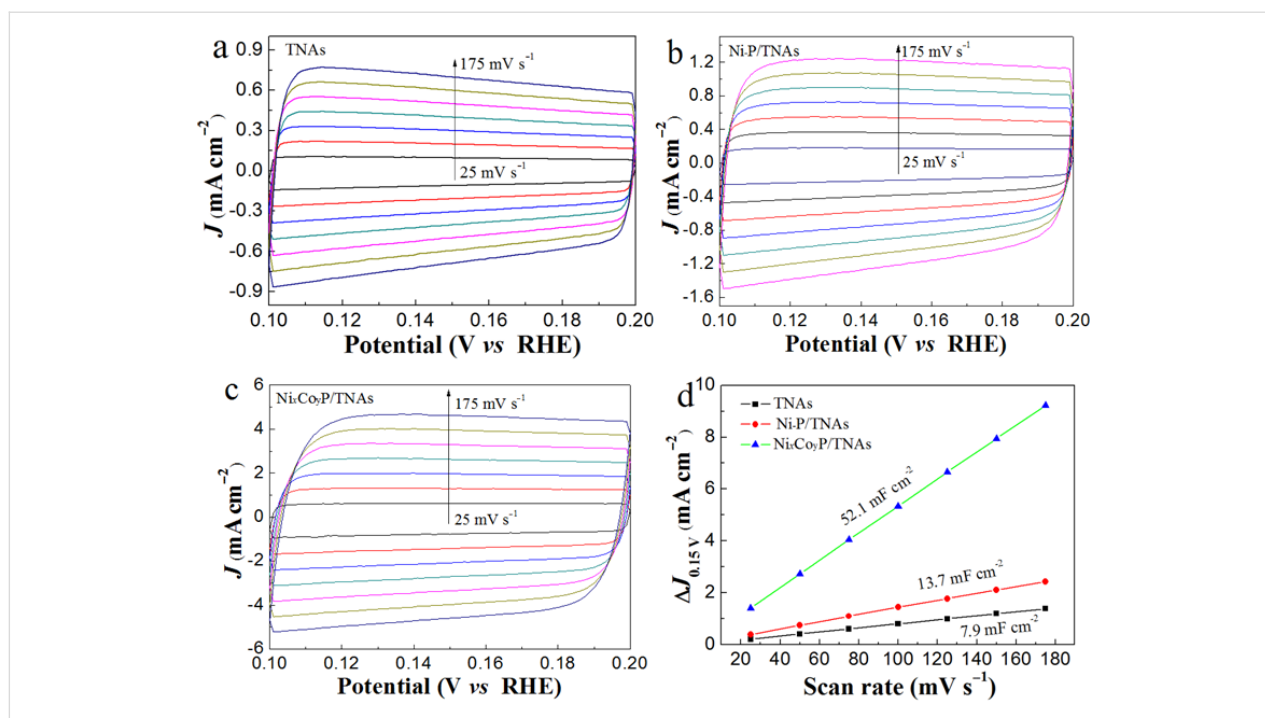 a
TNAs
175 mV s⁻¹
25 mV s⁻¹
0.9
0.6
0.3
0.0
-0.3
-0.6
-0.9
J (mA cm⁻²)
0.10 0.12 0.14 0.16 0.18 0.20
Potential (V vs RHE)
b
Ni-P/TNAs
175 mV s⁻¹
25 mV s⁻¹
1.2
0.8
0.4
0.0
-0.4
-0.8
-1.2
-1.6
J (mA cm⁻²)
0.10 0.12 0.14 0.16 0.18 0.20
Potential (V vs RHE)
c
NiₓCoᵧP/TNAs
175 mV s⁻¹
25 mV s⁻¹
6
4
2
0
-2
-4
-6
J (mA cm⁻²)
0.10 0.12 0.14 0.16 0.18 0.20
Potential (V vs RHE)
d
TNAs
Ni-P/TNAs
NiₓCoᵧP/TNAs
52.1 mF cm⁻²
13.7 mF cm⁻²
7.9 mF cm⁻²
10
8
6
4
2
0
ΔJ0.15 V (mA cm⁻²)
20 40 60 80 100 120 140 160 180
Scan rate (mV s⁻¹)